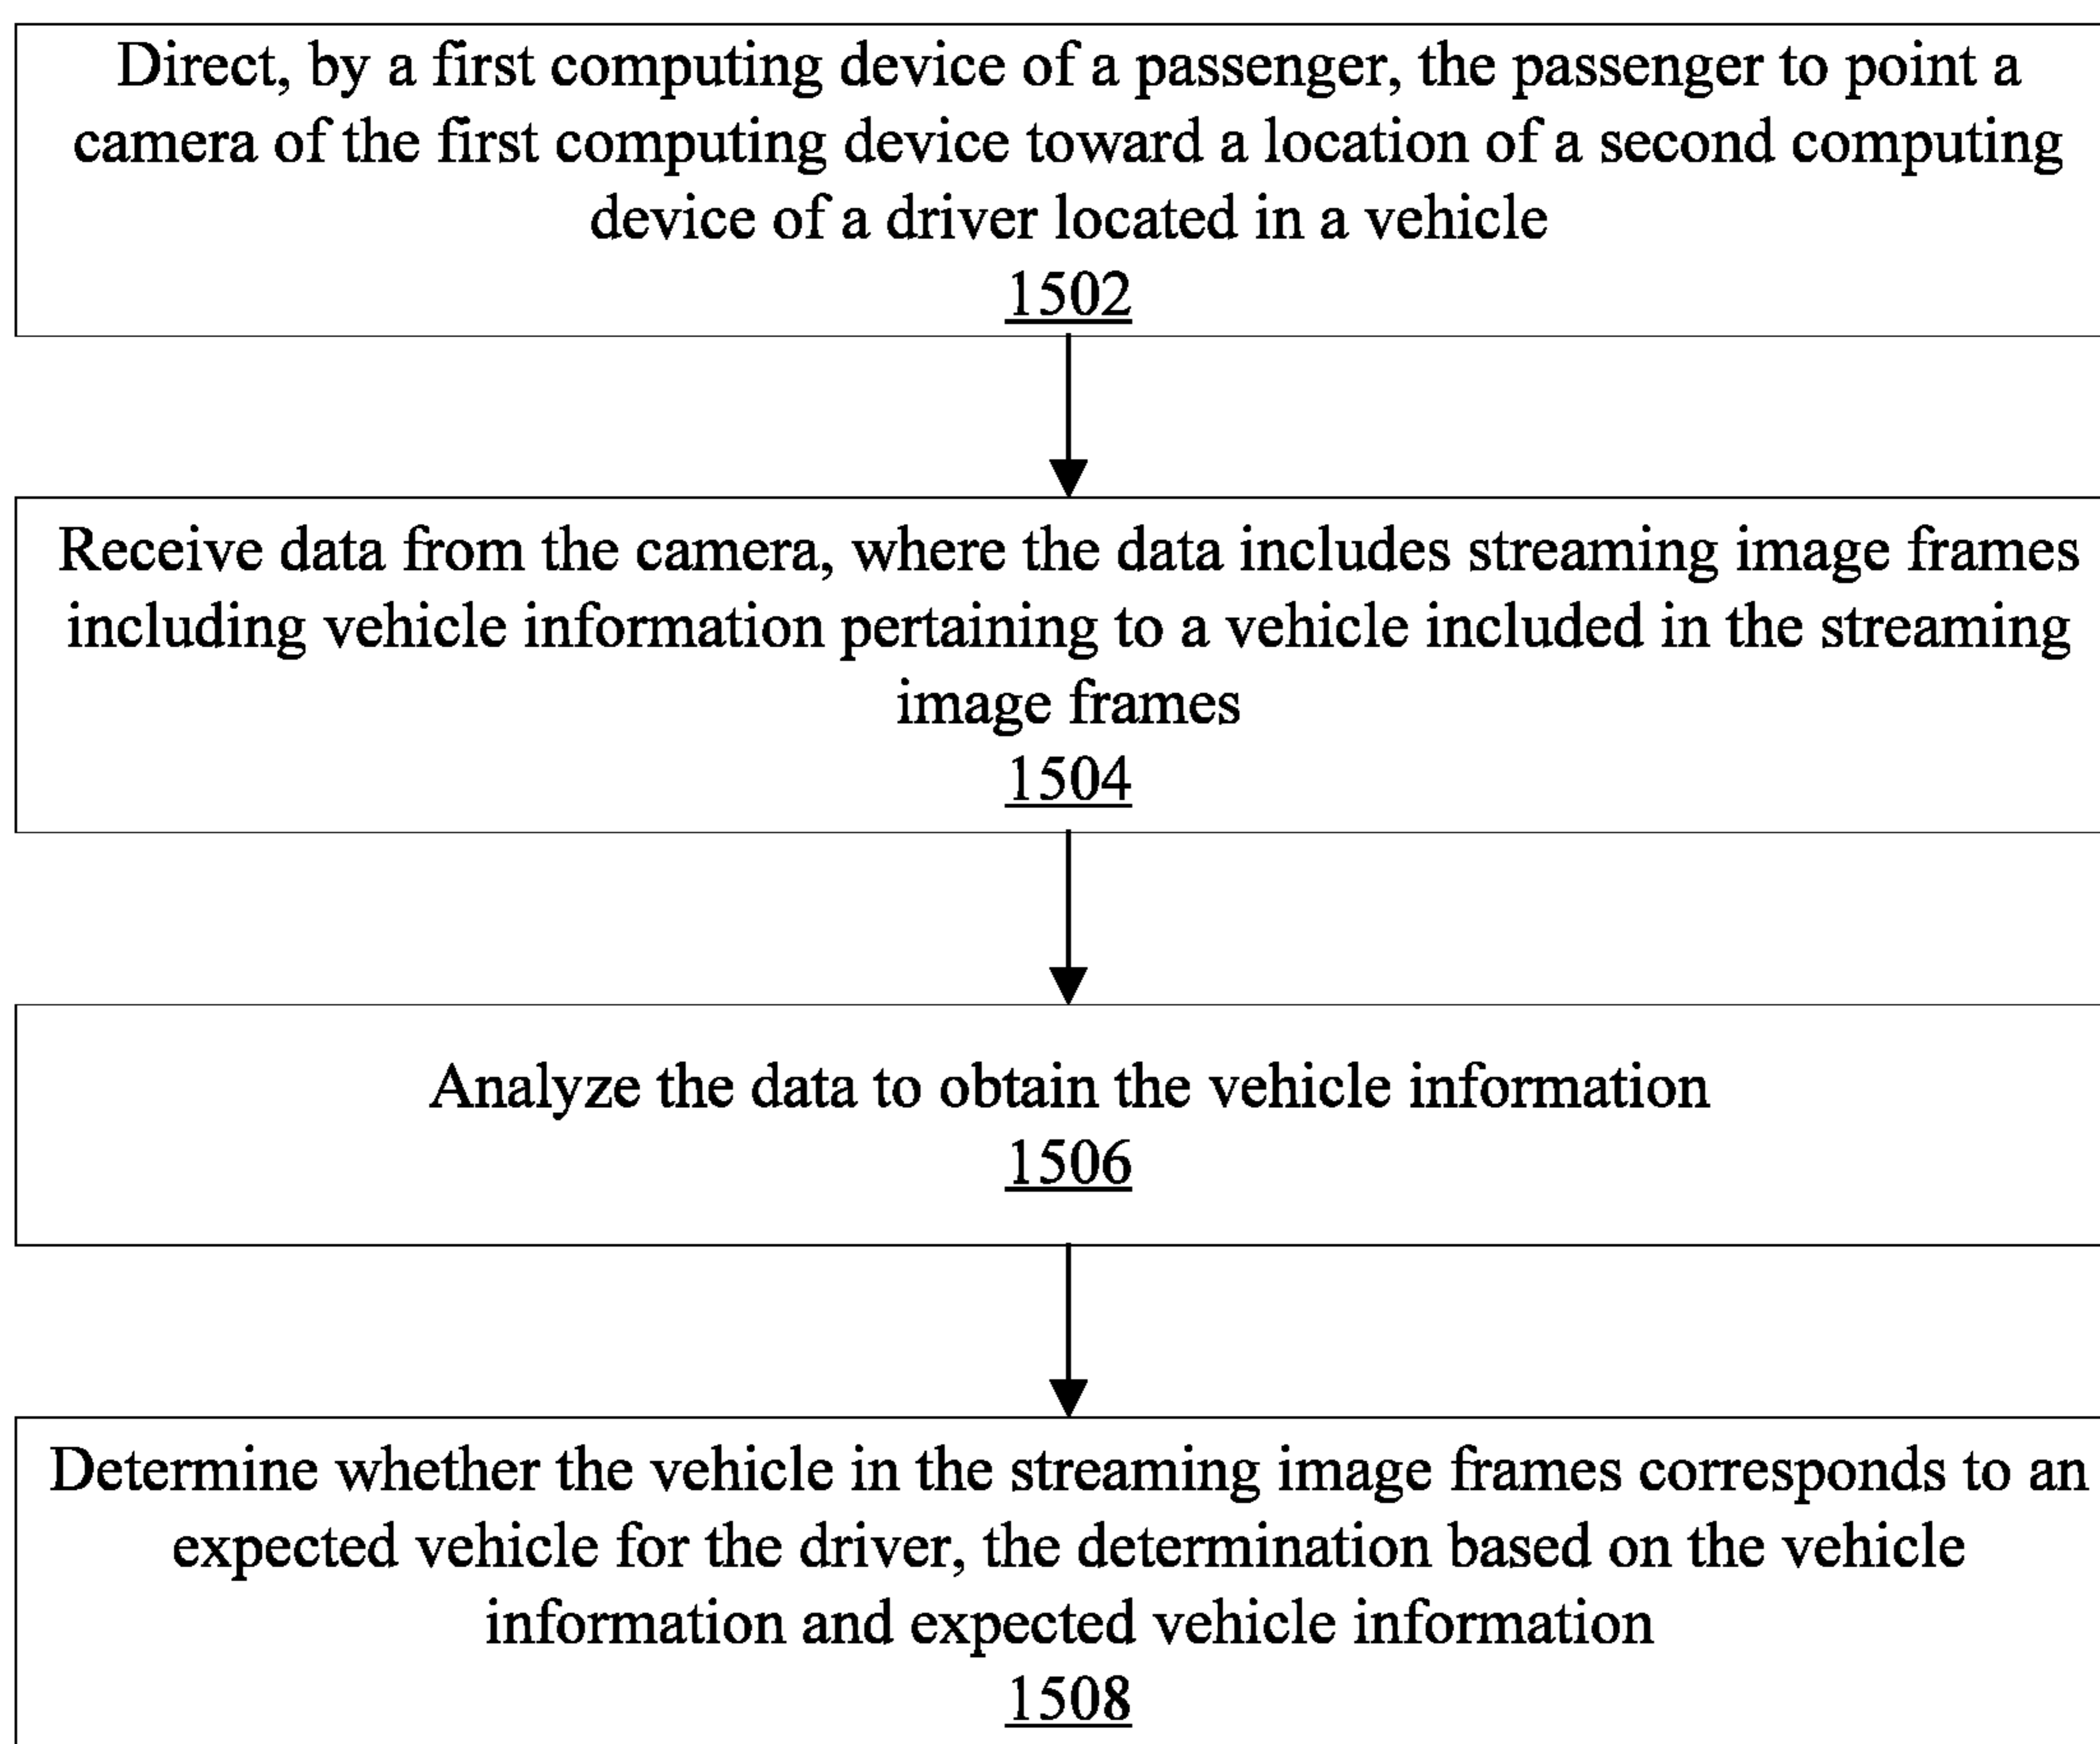 Direct, by a first computing device of a passenger, the passenger to point a
camera of the first computing device toward a location of a second computing
device of a driver located in a vehicle
1502
Receive data from the camera, where the data includes streaming image frames
including vehicle information pertaining to a vehicle included in the streaming
image frames
1504
Analyze the data to obtain the vehicle information
1506
Determine whether the vehicle in the streaming image frames corresponds to an
expected vehicle for the driver, the determination based on the vehicle
information and expected vehicle information
1508